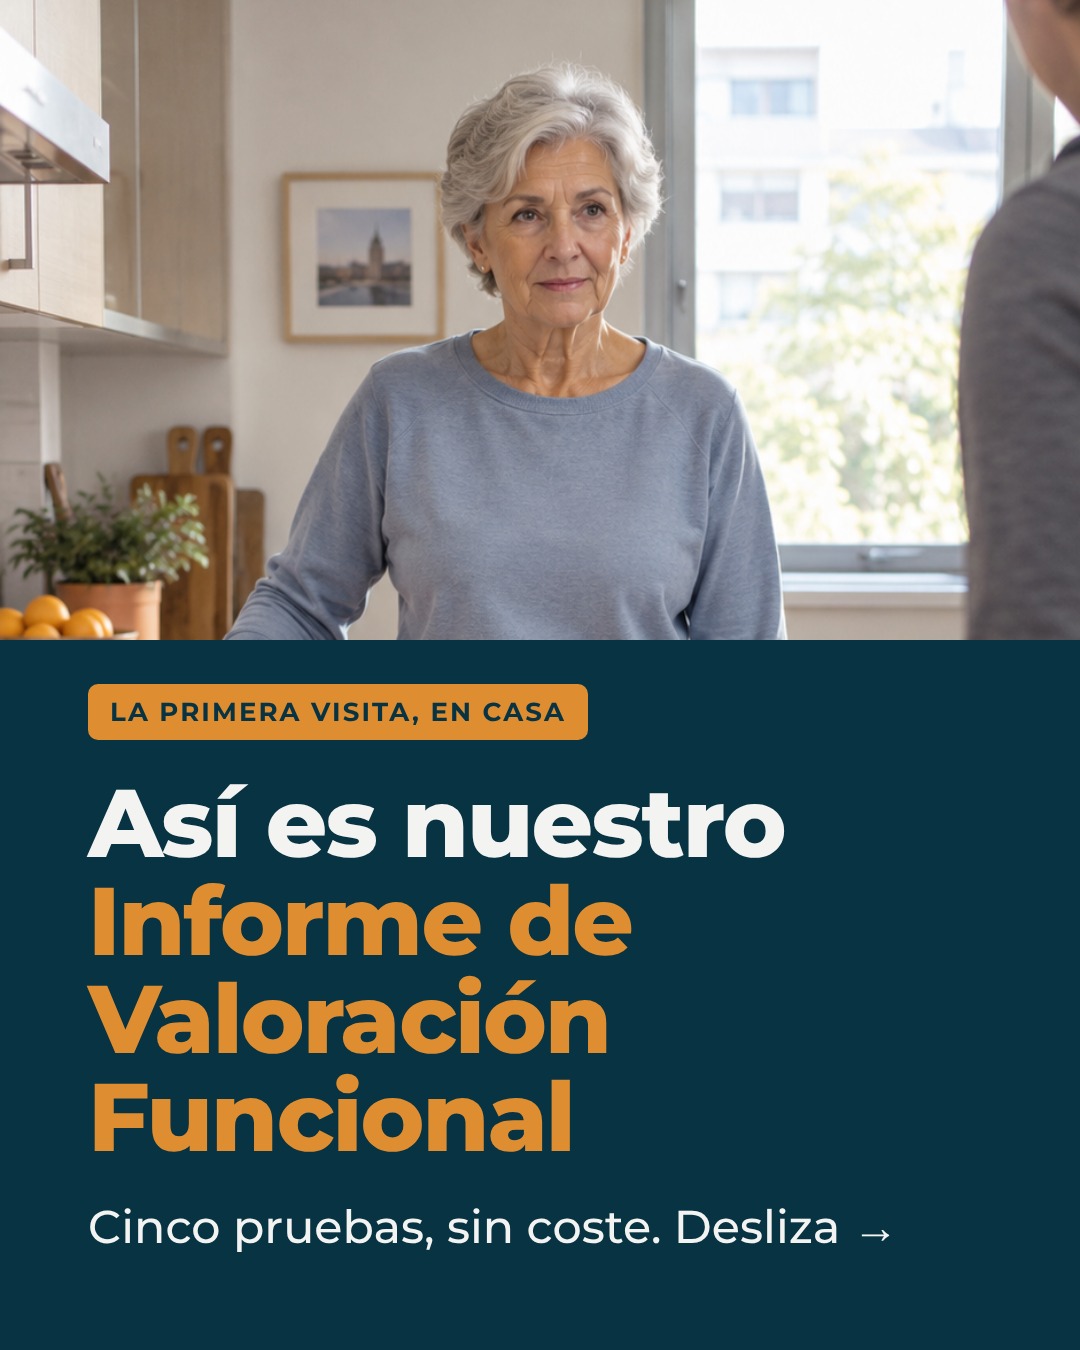 LA PRIMERA VISITA, EN CASA
Así es nuestro
Informe de
Valoración
Funcional
Cinco pruebas, sin coste. Desliza →